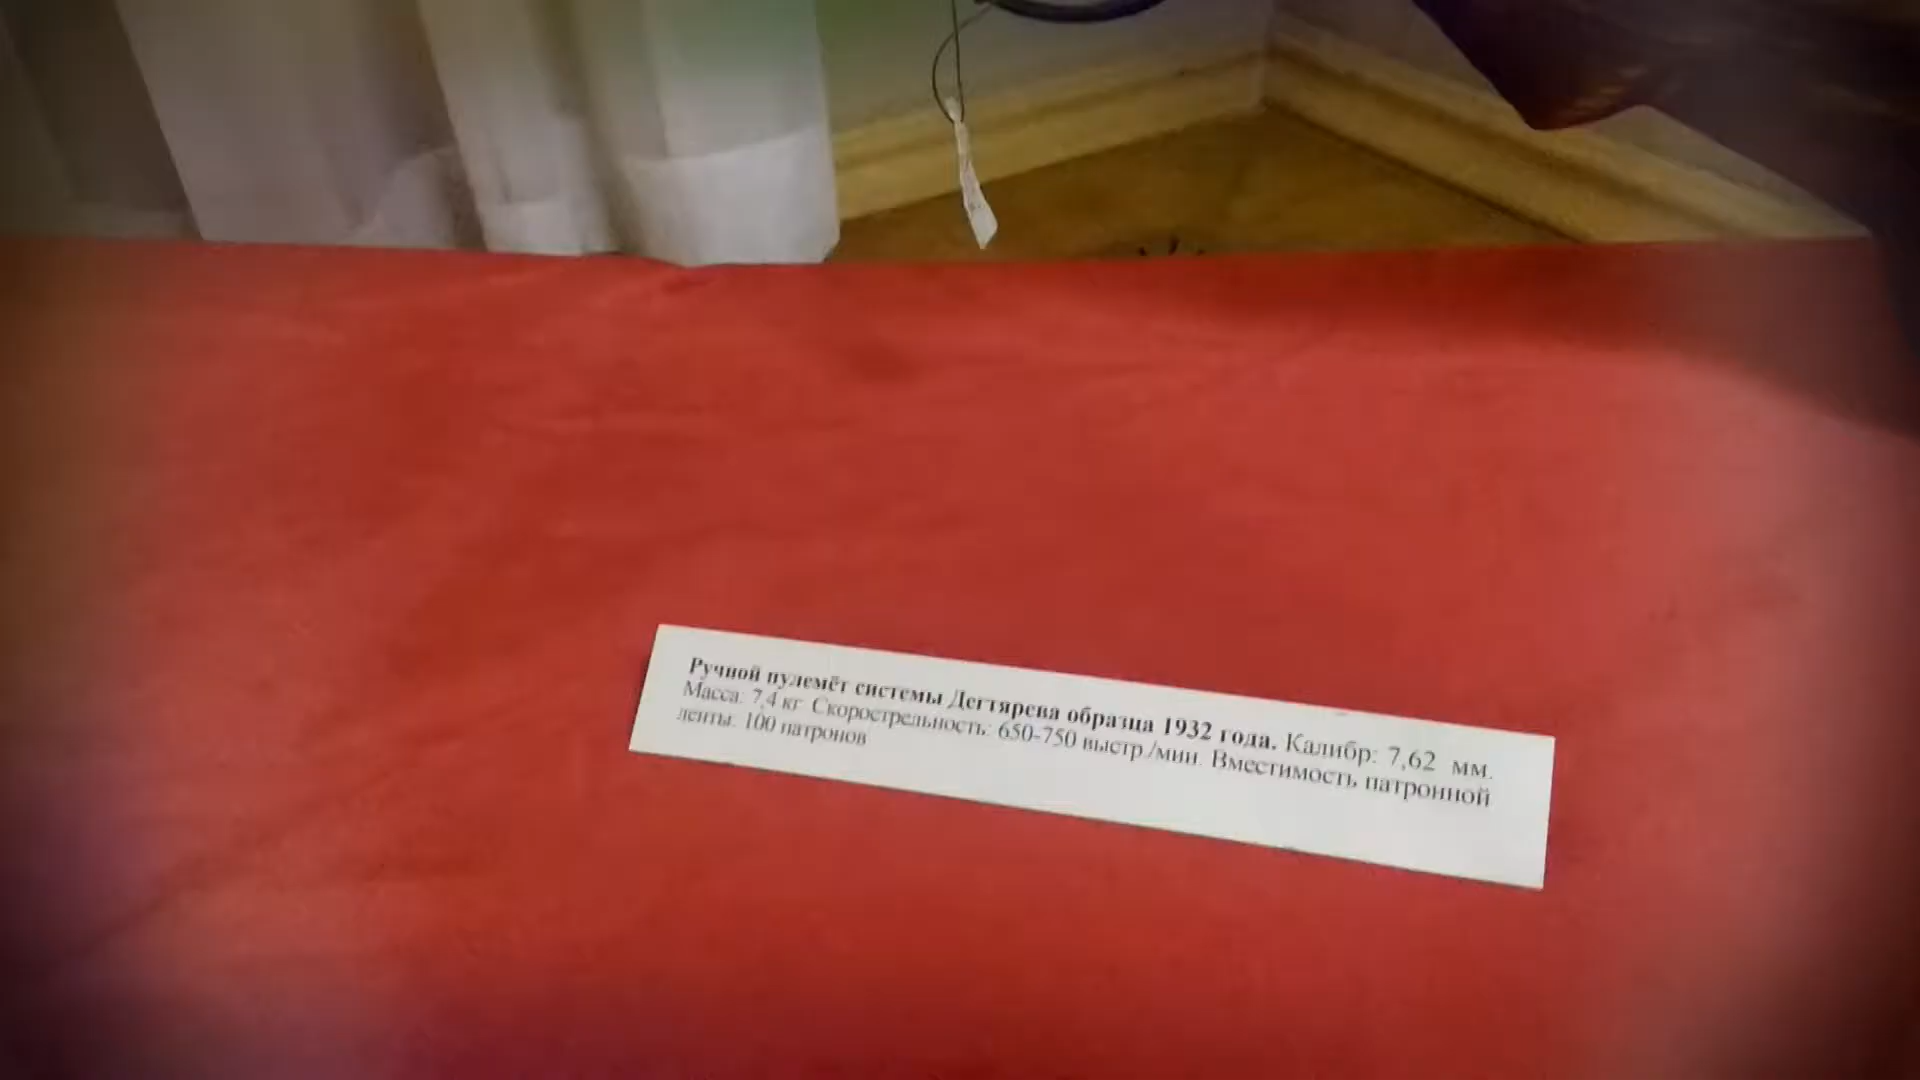 Ручной пулемёт системы Дегтярева образца 1932 года. Калибр: 7,62 мм.
Масса: 7,4 кг. Скорострельность: 650-750 выстр./мин. Вместимость патронной
ленты: 100 патронов